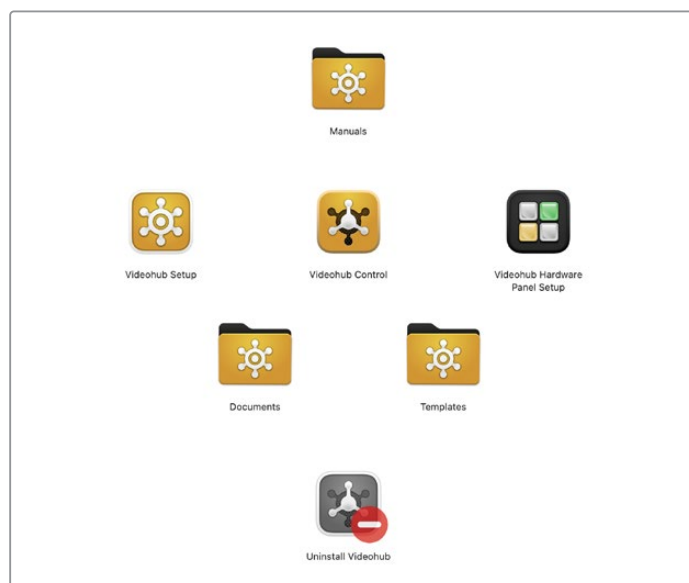 Manuals
Videohub Setup
Videohub Control
Videohub Hardware
Panel Setup
Documents
Templates
Uninstall Videohub